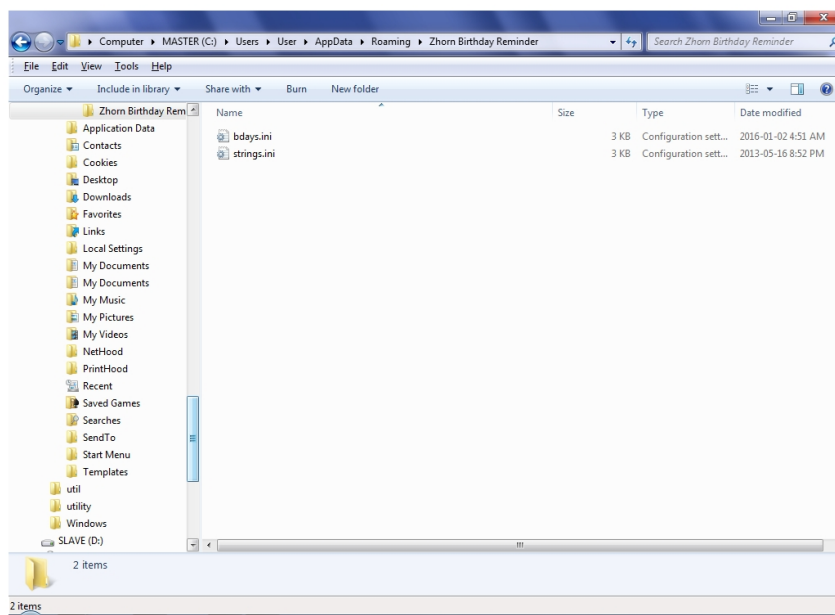 Computer MASTER (C:) Users User AppData Roaming Zhorn Birthday Reminder Search Zhorn Birthday Reminder
File Edit View Tools Help
Organize Include in library Share with Burn New folder
Zhorn Birthday Rem
Application Data
Contacts
Cookies
Desktop
Downloads
Favorites
Links
Local Settings
My Documents
My Documents
My Music
My Pictures
My Videos
NetHood
PrintHood
Recent
Saved Games
Searches
SendTo
Start Menu
Templates
util
utility
Windows
SLAVE (D:)
Name Size Type Date modified
bdays.ini 3 KB Configuration sett... 2016-01-02 4:51 AM
strings.ini 3 KB Configuration sett... 2013-05-16 8:52 PM
2 items
2 items